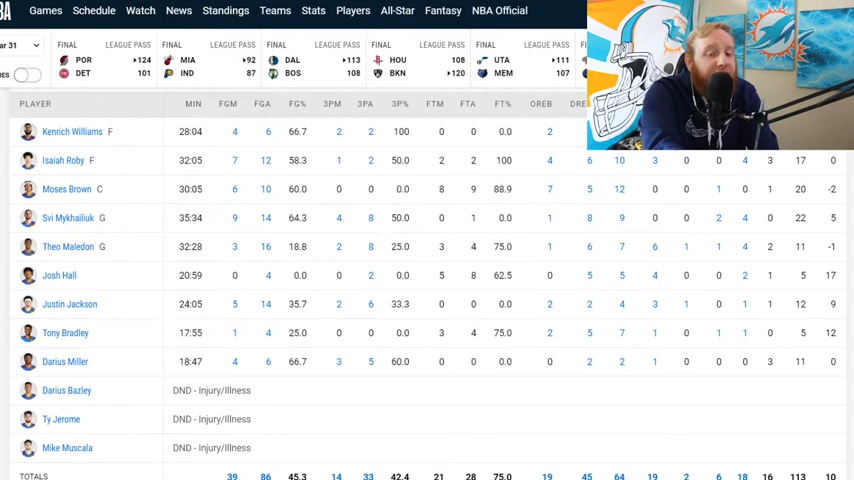 BA Games Schedule Watch News Standings Teams Stats Players All-Star Fantasy NBA Official
ar 31 FINAL LEAGUE PASS FINAL LEAGUE PASS FINAL LEAGUE PASS FINAL LEAGUE PASS FINAL LEAGUE PASS
POR 124 MIA 92 DAL 113 HOU 108 UTA 111
RES DET 101 IND 87 BOS 108 BKN 120 MEM 107
PLAYER MIN FGM FGA FG% 3PM 3PA 3P% FTM FTA FT% OREB DRE
Kenrich Williams F 28:04 4 6 66.7 2 2 100 0 0 0.0 2
Isaiah Roby F 32:05 7 12 58.3 1 2 50.0 2 2 100 4 6 10 3 0 0 4 3 17 0
Moses Brown C 30:05 6 10 60.0 0 0 0.0 8 9 88.9 7 5 12 0 0 1 0 1 20 -2
Svi Mykhailiuk G 35:34 9 14 64.3 4 8 50.0 0 1 0.0 1 8 9 0 0 2 4 0 22 5
Theo Maledon G 32:28 3 16 18.8 2 8 25.0 3 4 75.0 1 6 7 6 1 1 4 2 11 -1
Josh Hall 20:59 0 4 0.0 0 2 0.0 5 8 62.5 0 5 5 4 0 0 2 1 5 17
Justin Jackson 24:05 5 14 35.7 2 6 33.3 0 0 0.0 2 2 4 3 1 0 1 1 12 9
Tony Bradley 17:55 1 4 25.0 0 0 0.0 3 4 75.0 2 5 7 1 0 1 1 0 5 12
Darius Miller 18:47 4 6 66.7 3 5 60.0 0 0 0.0 0 2 2 1 0 0 0 3 11 0
Darius Bazley DND - Injury/Illness
Ty Jerome DND - Injury/Illness
Mike Muscala DND - Injury/Illness
TOTALS 39 86 45.3 14 33 42.4 21 28 75.0 19 45 64 19 2 6 18 16 113 10